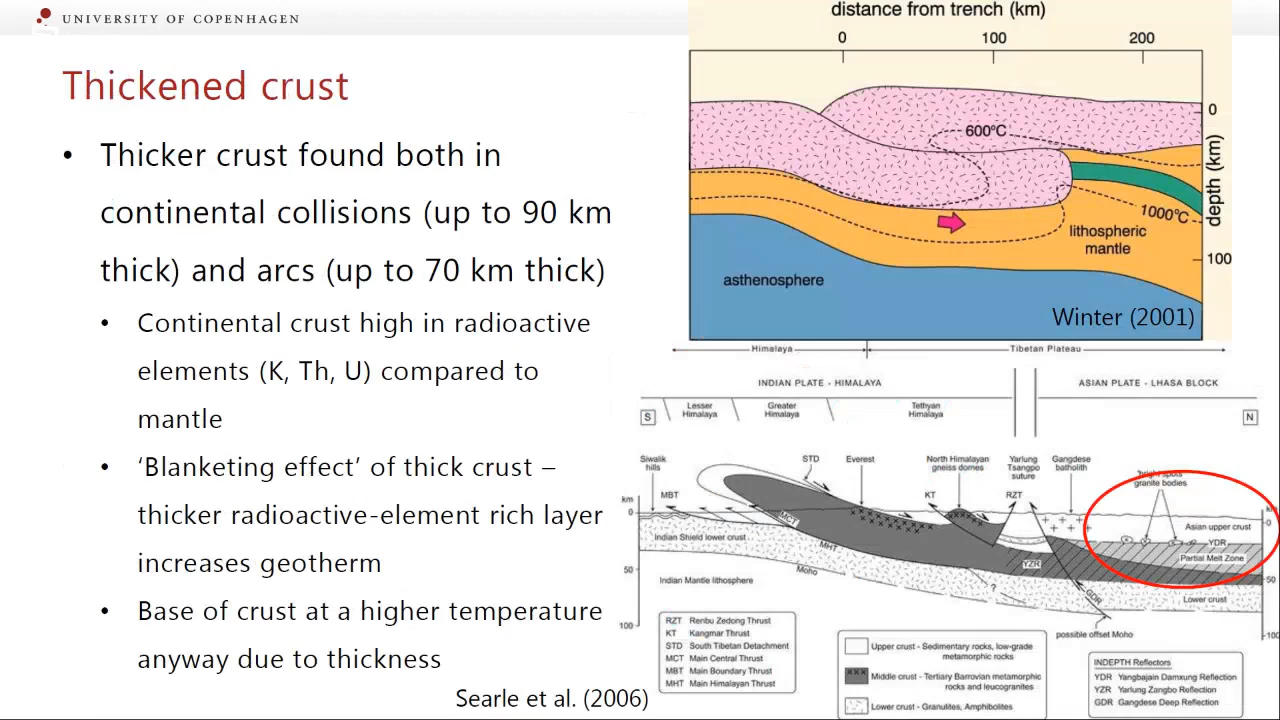 UNIVERSITY OF COPENHAGEN
Thickened crust
• Thicker crust found both in
continental collisions (up to 90 km
thick) and arcs (up to 70 km thick)
• Continental crust high in radioactive
elements (K, Th, U) compared to
mantle
• ‘Blanketing effect’ of thick crust –
thicker radioactive-element rich layer
increases geotherm
• Base of crust at a higher temperature
anyway due to thickness
Searle et al. (2006)
distance from trench (km)
0 100 200
0
600°C
depth (km)
1000°C
lithospheric
mantle
100
asthenosphere
Winter (2001)
Himalaya Tibetan Plateau
INDIAN PLATE - HIMALAYA ASIAN PLATE - LHASA BLOCK
S Lesser Himalaya Greater Himalaya Tethyan Himalaya N
Siwalik hills STD Everest North Himalayan gneiss domes Yarlung Tsangpo suture Gangdese batholith
granite bodies
km MBT KT RZT
0 0
MCT Asian upper crust
Indian Shield lower crust MHT YDR
YZR Partial Melt Zone
50 Moho 50
Indian Mantle lithosphere ? GDR Lower crust
100 possible offset Moho 100
RZT Renbu Zedong Thrust
KT Kangmar Thrust
STD South Tibetan Detachment
MCT Main Central Thrust
MBT Main Boundary Thrust
MHT Main Himalayan Thrust
Upper crust - Sedimentary rocks, low-grade
metamorphic rocks
Middle crust - Tertiary Barrovian metamorphic
rocks and leucogranites
Lower crust - Granulites, Amphibolites
INDEPTH Reflectors
YDR Yangbajain Damxung Reflection
YZR Yarlung Zangbo Reflection
GDR Gangdese Deep Reflection